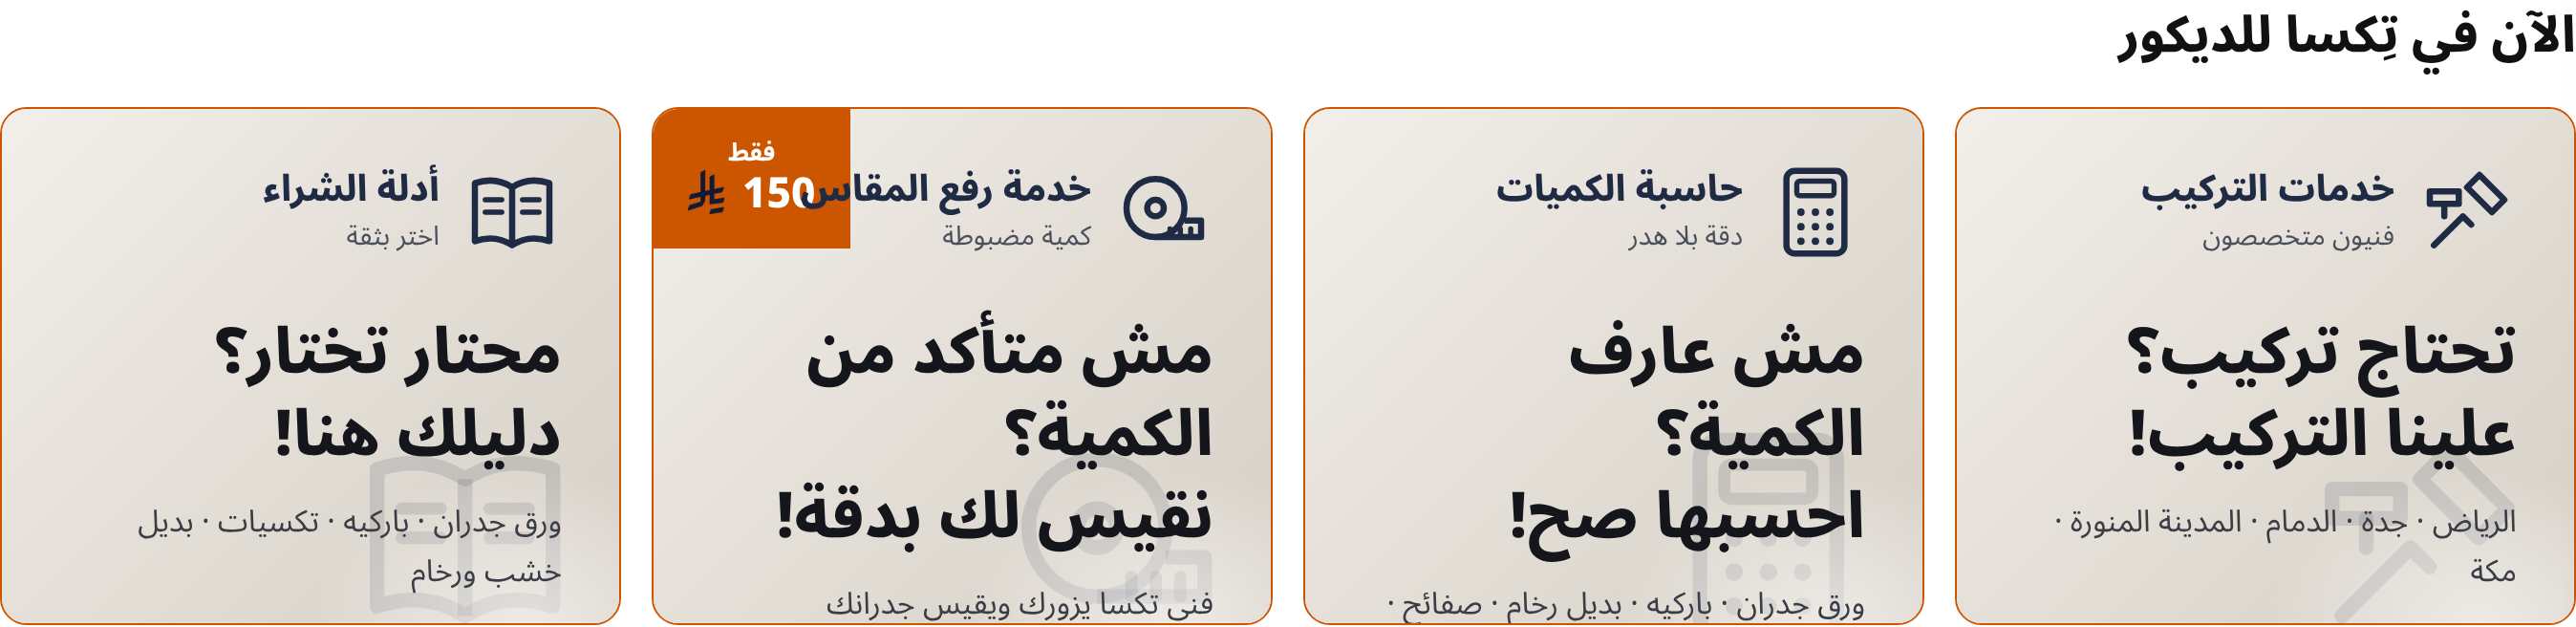 الآن في تِكسا للديكور
خدمات التركيب
فنيون متخصصون
تحتاج تركيب؟
علينا التركيب!
الرياض · جدة · الدمام · المدينة المنورة ·
مكة
حاسبة الكميات
دقة بلا هدر
مش عارف
الكمية؟
احسبها صح!
ورق جدران · باركيه · بديل رخام · صفائح ·
خدمة رفع المقاس
كمية مضبوطة
فقط
150
مش متأكد من
الكمية؟
نقيس لك بدقة!
فني تكسا يزورك ويقيس جدرانك
أدلة الشراء
اختر بثقة
محتار تختار؟
دليلك هنا!
ورق جدران · باركيه · تكسيات · بديل
خشب ورخام